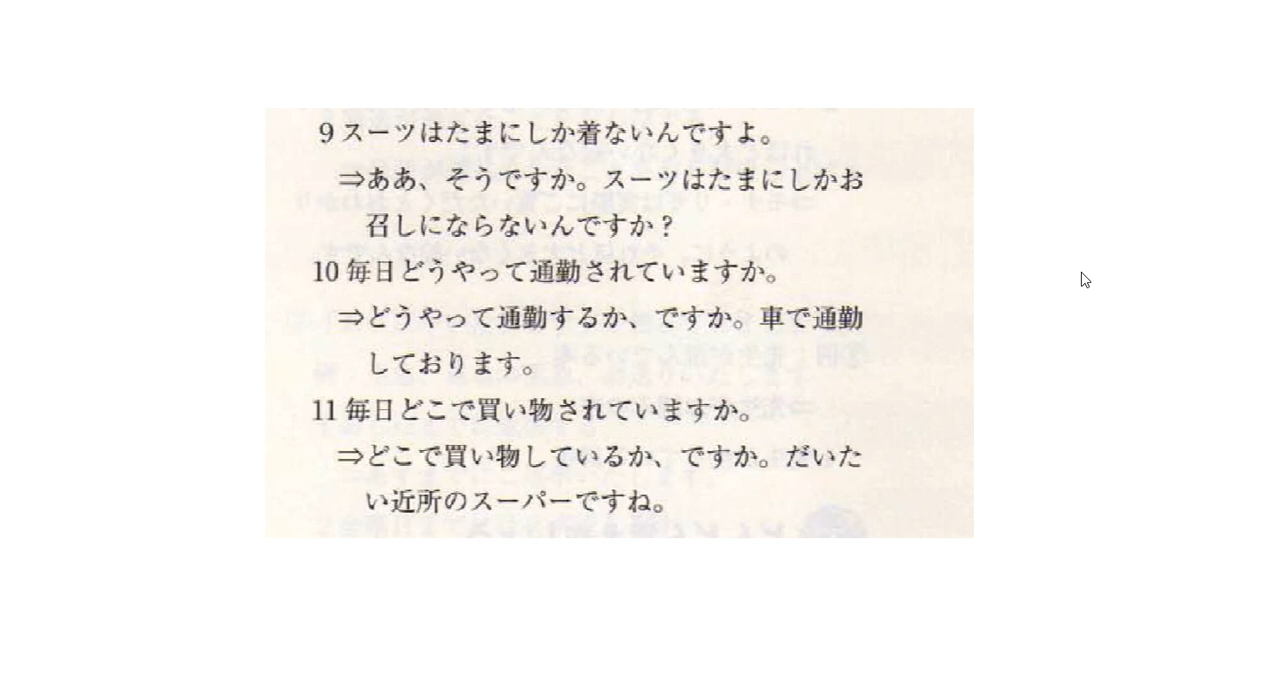 9 スーツはたまにしか着ないんですよ。
⇒ああ、そうですか。スーツはたまにしかお
召しにならないんですか？
10 毎日どうやって通勤されていますか。
⇒どうやって通勤するか、ですか。車で通勤
しております。
11 毎日どこで買い物されていますか。
⇒どこで買い物しているか、ですか。だいた
い近所のスーパーですね。